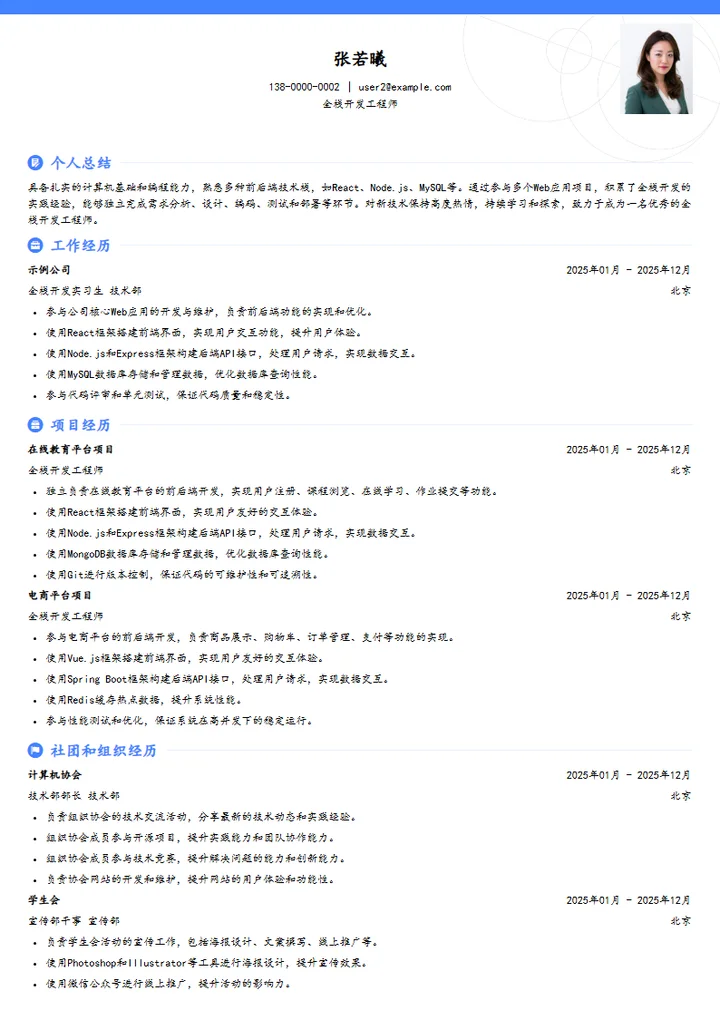 张若曦
138-0000-0002 | user2@example.com
全栈开发工程师
个人总结
具备扎实的计算机基础和编程能力，熟悉多种前后端技术栈，如React、Node.js、MySQL等。通过参与多个Web应用项目，积累了全栈开发的
实践经验，能够独立完成需求分析、设计、编码、测试和部署等环节。对新技术保持高度热情，持续学习和探索，致力于成为一名优秀的全
栈开发工程师。
工作经历
示例公司 2025年01月 - 2025年12月
全栈开发实习生 技术部 北京
• 参与公司核心Web应用的开发与维护，负责前后端功能的实现和优化。
• 使用React框架搭建前端界面，实现用户交互功能，提升用户体验。
• 使用Node.js和Express框架构建后端API接口，处理用户请求，实现数据交互。
• 使用MySQL数据库存储和管理数据，优化数据库查询性能。
• 参与代码评审和单元测试，保证代码质量和稳定性。
项目经历
在线教育平台项目 2025年01月 - 2025年12月
全栈开发工程师 北京
• 独立负责在线教育平台的前后端开发，实现用户注册、课程浏览、在线学习、作业提交等功能。
• 使用React框架搭建前端界面，实现用户友好的交互体验。
• 使用Node.js和Express框架构建后端API接口，处理用户请求，实现数据交互。
• 使用MongoDB数据库存储和管理数据，优化数据库查询性能。
• 使用Git进行版本控制，保证代码的可维护性和可追溯性。
电商平台项目 2025年01月 - 2025年12月
全栈开发工程师 北京
• 参与电商平台的前后端开发，负责商品展示、购物车、订单管理、支付等功能的实现。
• 使用Vue.js框架搭建前端界面，实现用户友好的交互体验。
• 使用Spring Boot框架构建后端API接口，处理用户请求，实现数据交互。
• 使用Redis缓存热点数据，提升系统性能。
• 参与性能测试和优化，保证系统在高并发下的稳定运行。
社团和组织经历
计算机协会 2025年01月 - 2025年12月
技术部部长 技术部 北京
• 负责组织协会的技术交流活动，分享最新的技术动态和实践经验。
• 组织协会成员参与开源项目，提升实践能力和团队协作能力。
• 组织协会成员参与技术竞赛，提升解决问题的能力和创新能力。
• 负责协会网站的开发和维护，提升网站的用户体验和功能性。
学生会 2025年01月 - 2025年12月
宣传部干事 宣传部 北京
• 负责学生会活动的宣传工作，包括海报设计、文案撰写、线上推广等。
• 使用Photoshop和Illustrator等工具进行海报设计，提升宣传效果。
• 使用微信公众号进行线上推广，提升活动的影响力。